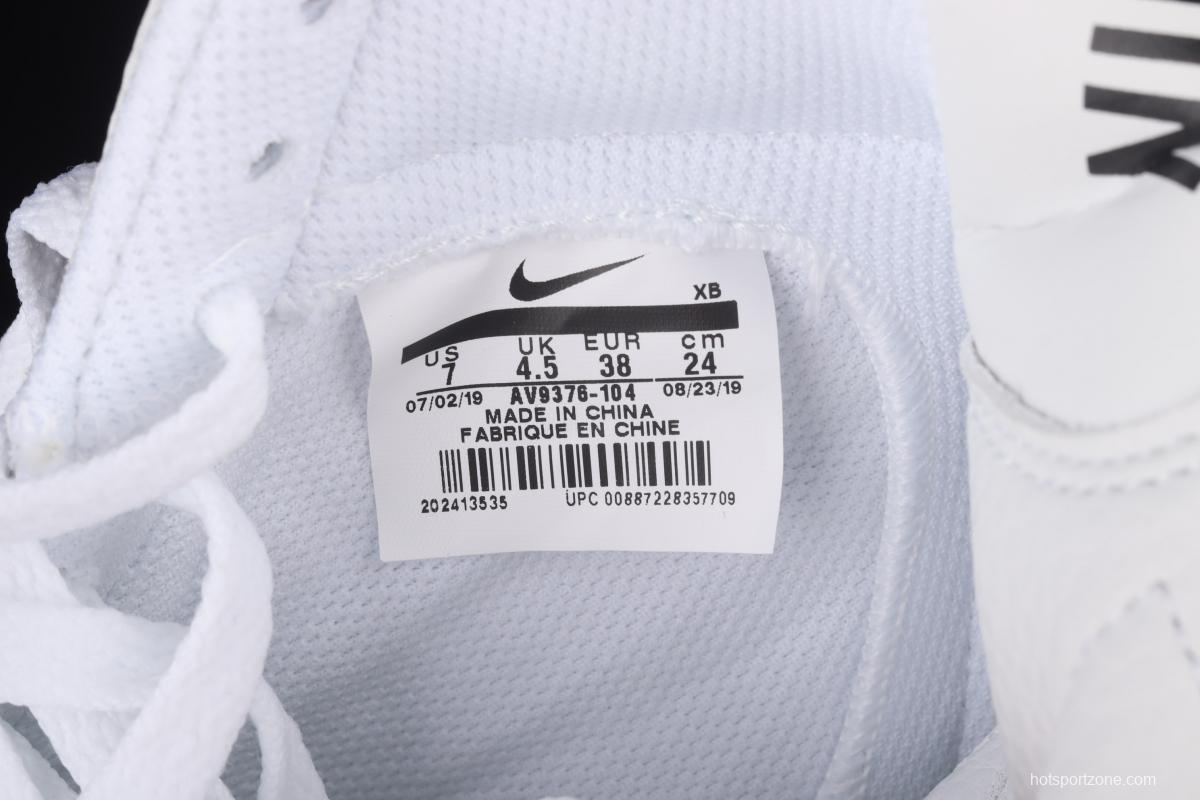 NIK
XB
US UK EUR cm
7 4.5 38 24
07/02/19 AV9376-104 08/23/19
MADE IN CHINA
FABRIQUE EN CHINE
202413535 UPC 00887228357709
hotsportzone.com